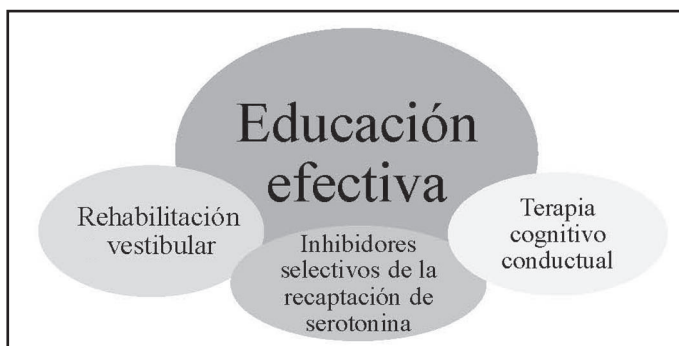 Educación
efectiva
Rehabilitación
vestibular
Inhibidores
selectivos de la
recaptación de
serotonina
Terapia
cognitivo
conductual